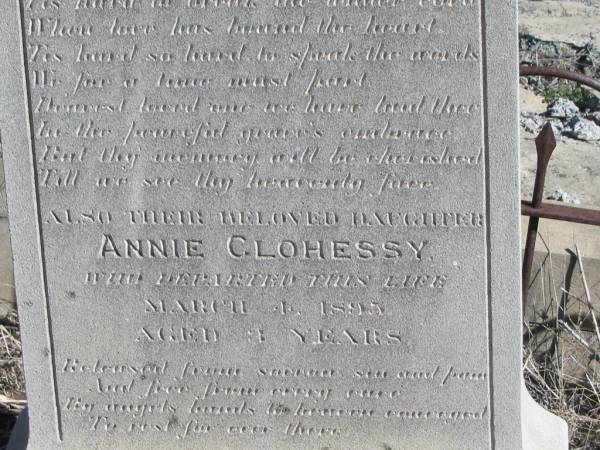 Tis hard to break the tender cord
When love has bound the heart
Tis hard so hard to speak the words
We for a time must part
Dearest loved one we have laid thee
In the peaceful grave's embrace
But thy memory will be cherished
Till we see thy heavenly face
ALSO THEIR BELOVED DAUGHTER
ANNIE CLOHESSY,
WHO DEPARTED THIS LIFE
MARCH 4, 1895
AGED 3 YEARS
Released from sorrow sin and pain
And free from every care
By angels hands to heaven conveyed
To rest for ever there